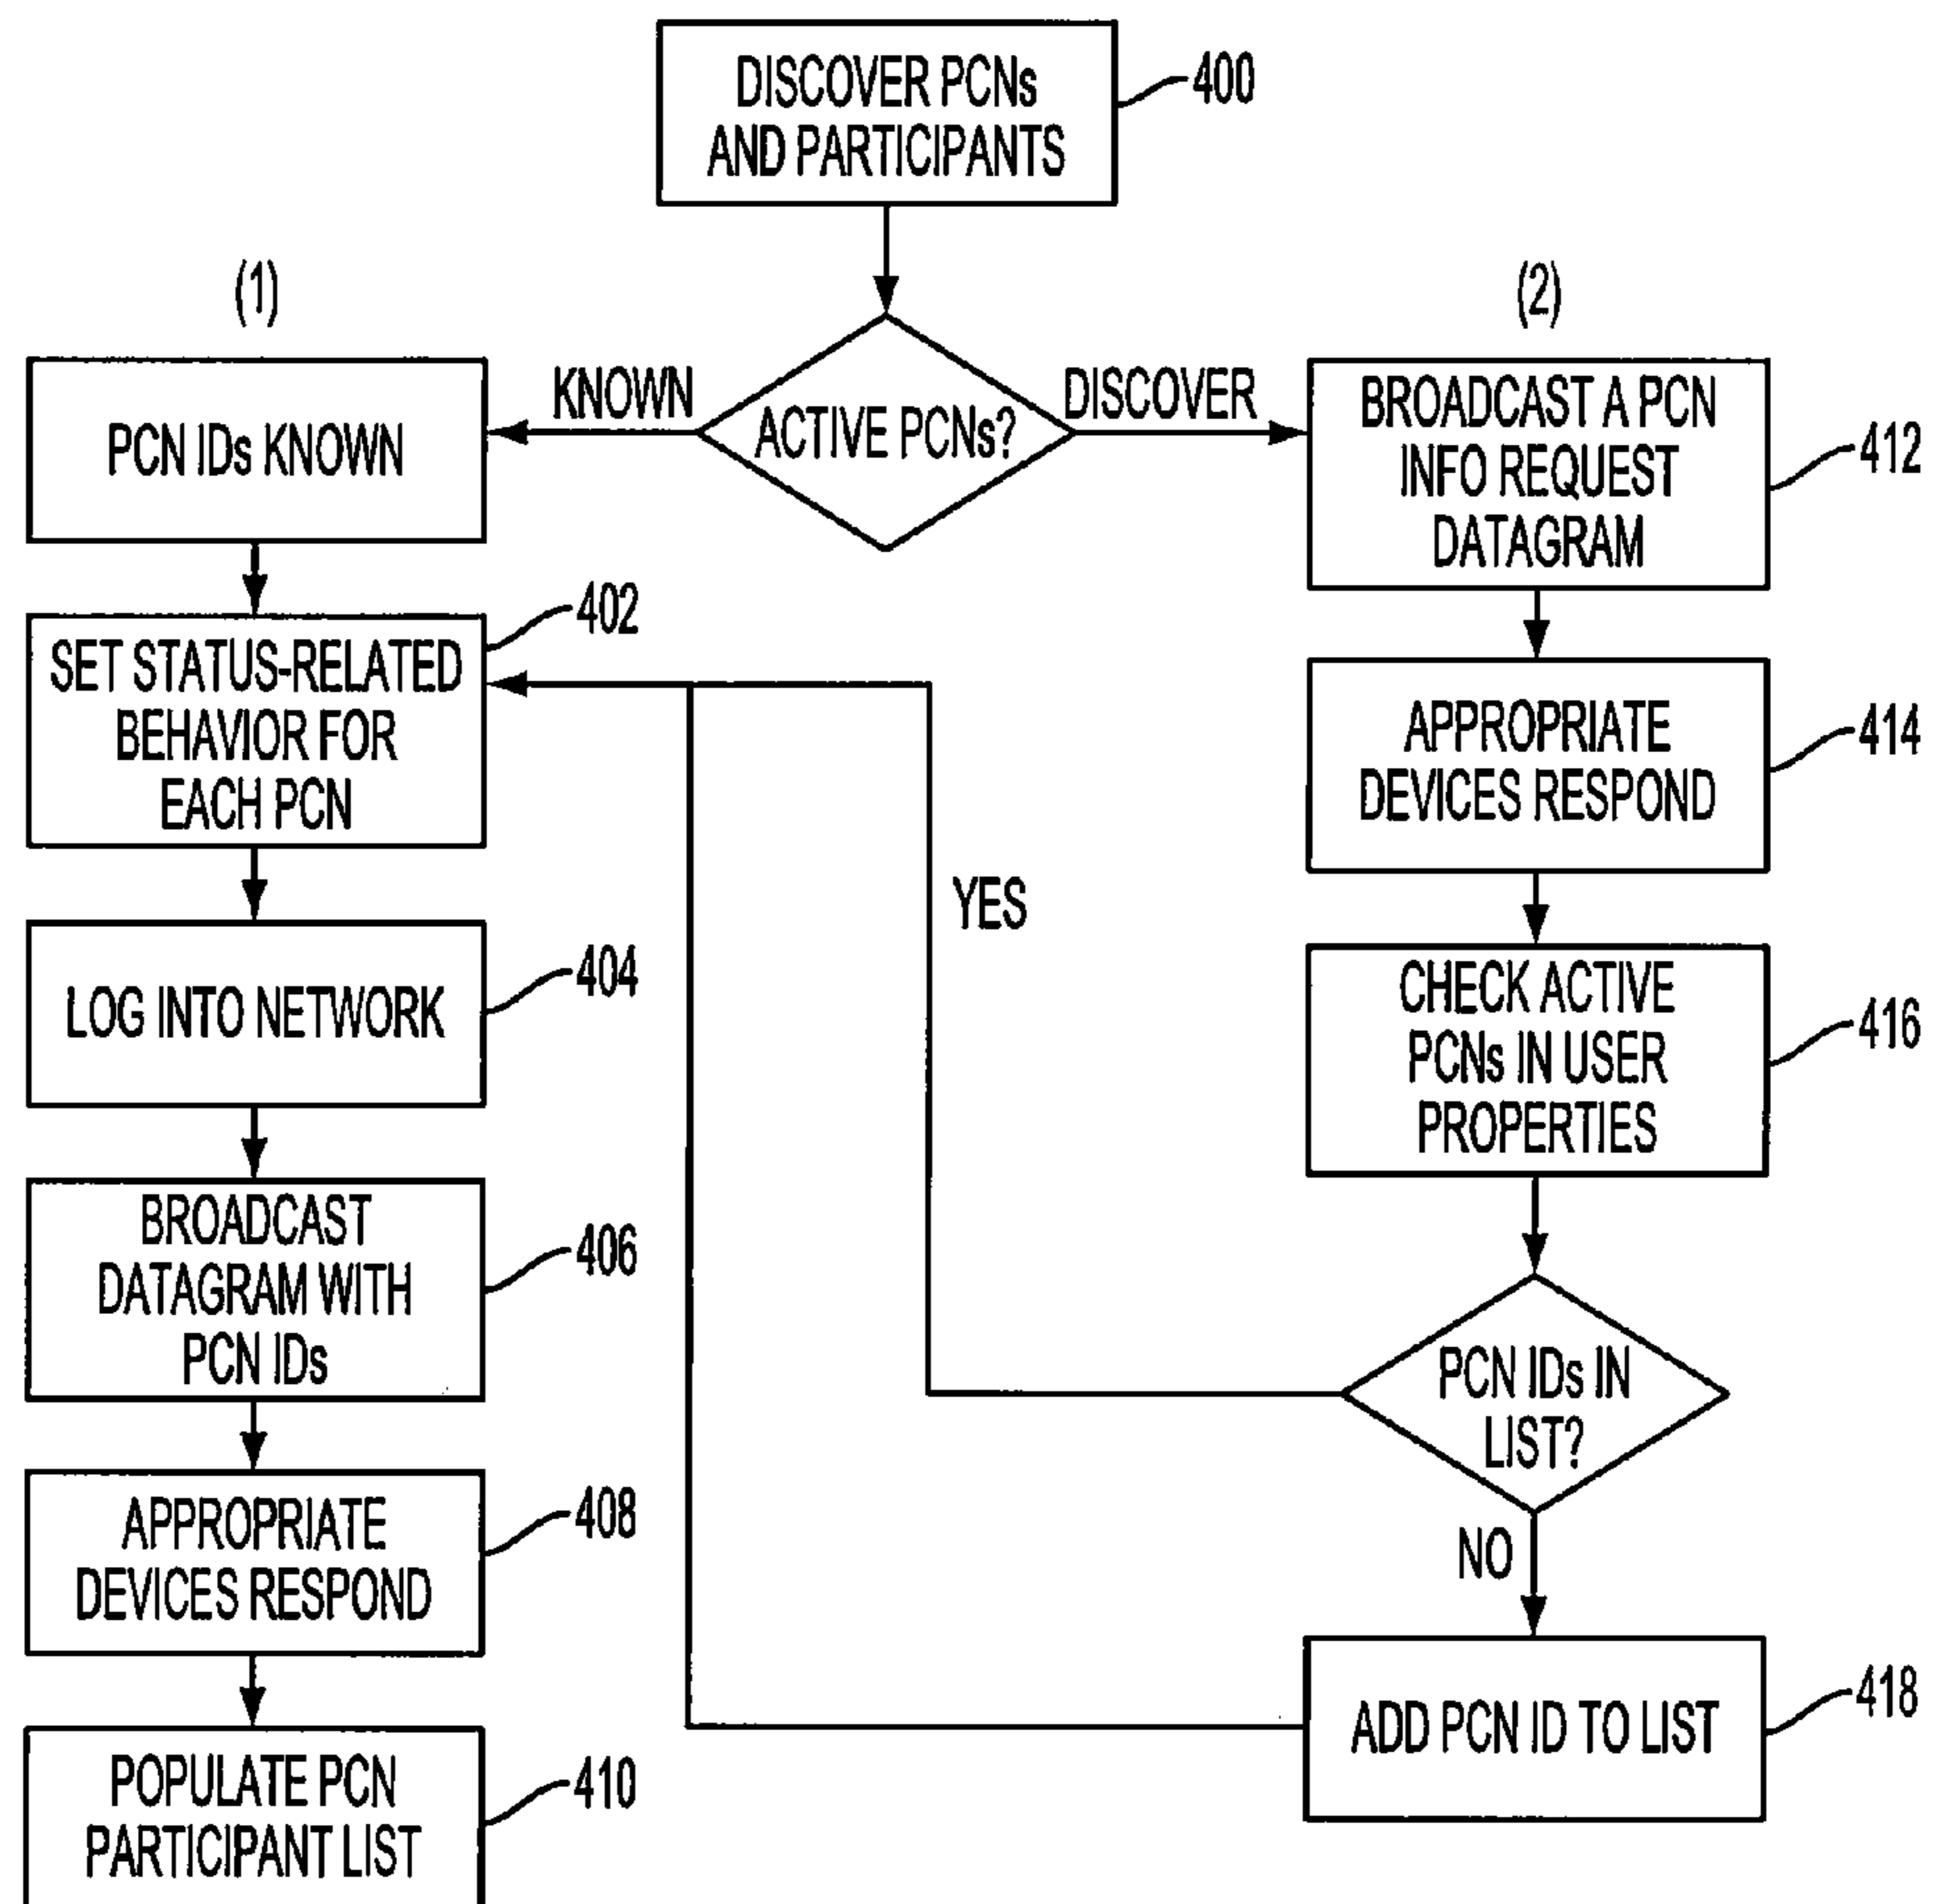 DISCOVER PCNs
AND PARTICIPANTS
400
(1)
(2)
KNOWN
ACTIVE PCNs?
DISCOVER
PCN IDs KNOWN
BROADCAST A PCN
INFO REQUEST
DATAGRAM
412
SET STATUS-RELATED
BEHAVIOR FOR
EACH PCN
402
APPROPRIATE
DEVICES RESPOND
414
YES
LOG INTO NETWORK
404
CHECK ACTIVE
PCNs IN USER
PROPERTIES
416
BROADCAST
DATAGRAM WITH
PCN IDs
406
PCN IDs IN
LIST?
NO
APPROPRIATE
DEVICES RESPOND
408
ADD PCN ID TO LIST
418
POPULATE PCN
PARTICIPANT LIST
410